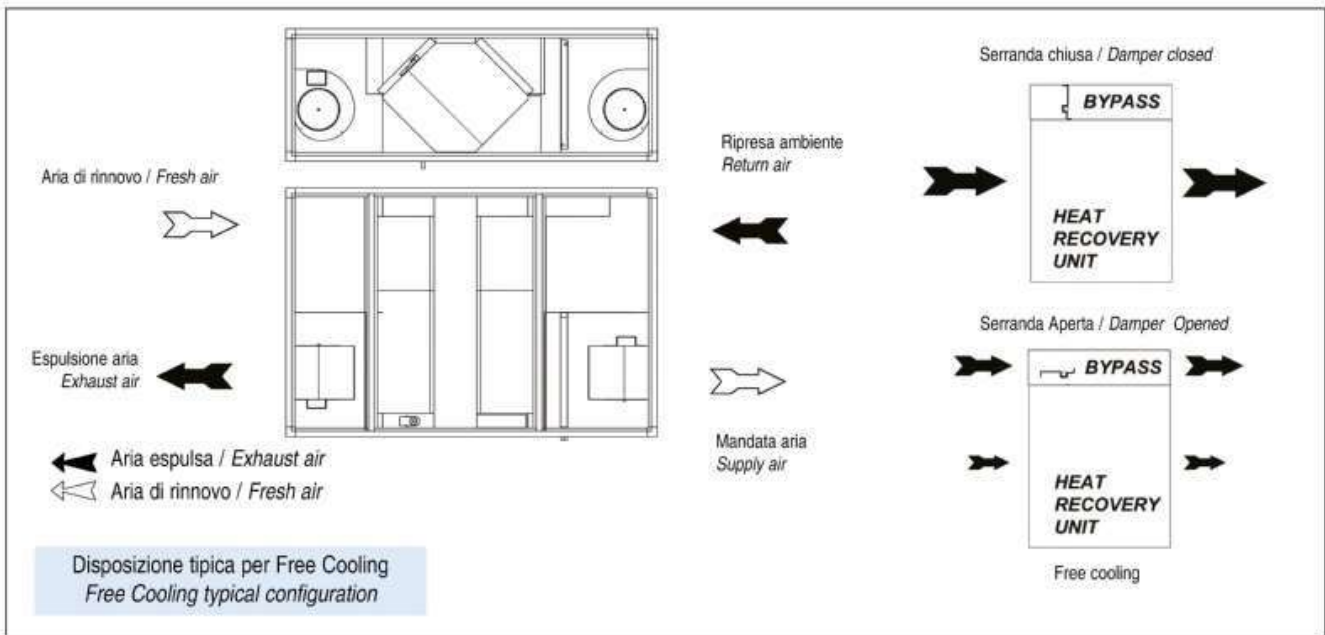 Serranda chiusa / Damper closed
BYPASS
Ripresa ambiente
Return air
Aria di rinnovo / Fresh air
HEAT
RECOVERY
UNIT
Serranda Aperta / Damper Opened
Espulsione aria
Exhaust air
BYPASS
Mandata aria
Supply air
Aria espulsa / Exhaust air
Aria di rinnovo / Fresh air
HEAT
RECOVERY
UNIT
Disposizione tipica per Free Cooling
Free Cooling typical configuration
Free cooling